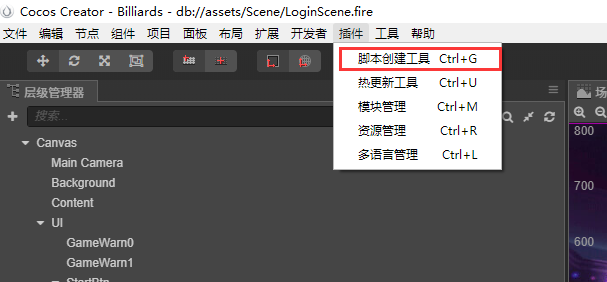 Cocos Creator - Billiards - db://assets/Scene/LoginScene.fire
文件 编辑 节点 组件 项目 面板 布局 扩展 开发者 插件 工具 帮助
脚本创建工具 Ctrl+G
热更新工具 Ctrl+U
模块管理 Ctrl+M
资源管理 Ctrl+R
多语言管理 Ctrl+L
层级管理器
搜索...
Canvas
Main Camera
Background
Content
UI
GameWarn0
GameWarn1
StartBtn
场
800
700
600